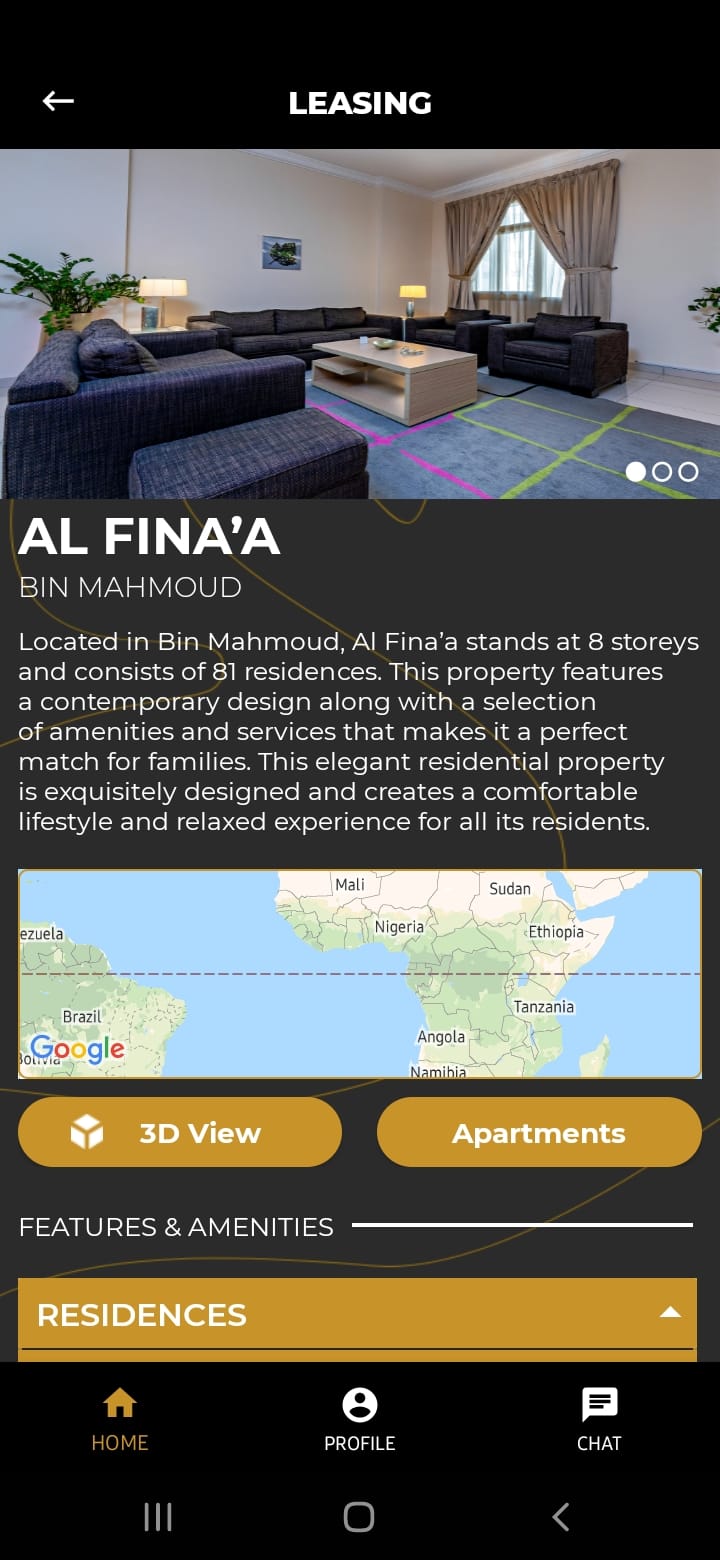 LEASING
AL FINA’A
BIN MAHMOUD
Located in Bin Mahmoud, Al Fina’a stands at 8 storeys
and consists of 81 residences. This property features
a contemporary design along with a selection
of amenities and services that makes it a perfect
match for families. This elegant residential property
is exquisitely designed and creates a comfortable
lifestyle and relaxed experience for all its residents.
Mali
Sudan
Nigeria
Ethiopia
ezuela
Brazil
Tanzania
Angola
Google
Bolivia
Namibia
3D View
Apartments
FEATURES & AMENITIES
RESIDENCES
HOME
PROFILE
CHAT